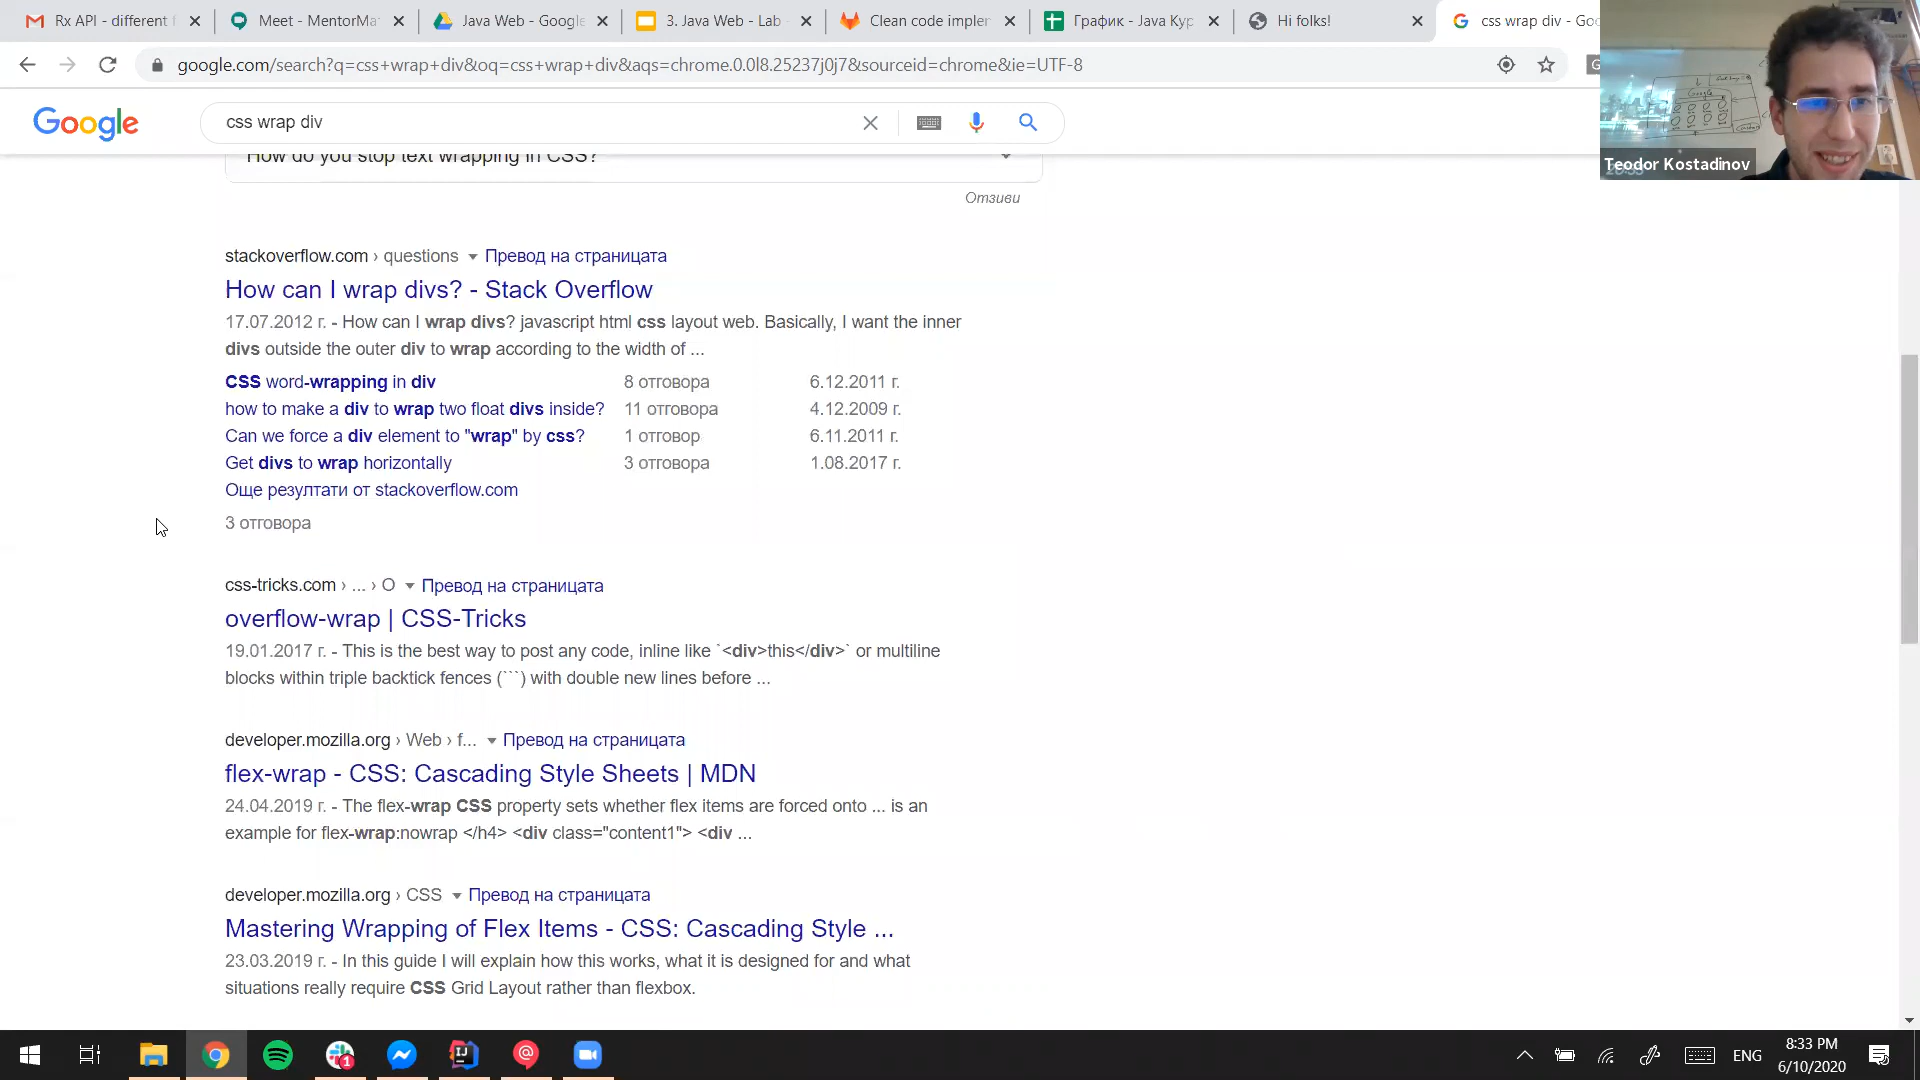 Rx API - different f
Meet - MentorMa
Java Web - Google
3. Java Web - Lab
Clean code implem
График - Java Кур
Hi folks!
css wrap div - Goo
google.com/search?q=css+wrap+div&oq=css+wrap+div&aqs=chrome.0.0l8.25237j0j7&sourceid=chrome&ie=UTF-8
Google
css wrap div
Teodor Kostadinov
How do you stop text wrapping in CSS?
Отзиви
stackoverflow.com › questions Превод на страницата
How can I wrap divs? - Stack Overflow
17.07.2012 г. - How can I wrap divs? javascript html css layout web. Basically, I want the inner
divs outside the outer div to wrap according to the width of ...
CSS word-wrapping in div 8 отговора 6.12.2011 г.
how to make a div to wrap two float divs inside? 11 отговора 4.12.2009 г.
Can we force a div element to "wrap" by css? 1 отговор 6.11.2011 г.
Get divs to wrap horizontally 3 отговора 1.08.2017 г.
Още резултати от stackoverflow.com
3 отговора
css-tricks.com › ... › O Превод на страницата
overflow-wrap | CSS-Tricks
19.01.2017 г. - This is the best way to post any code, inline like `<div>this</div>` or multiline
blocks within triple backtick fences (```) with double new lines before ...
developer.mozilla.org › Web › f... Превод на страницата
flex-wrap - CSS: Cascading Style Sheets | MDN
24.04.2019 г. - The flex-wrap CSS property sets whether flex items are forced onto ... is an
example for flex-wrap:nowrap </h4> <div class="content1"> <div ...
developer.mozilla.org › CSS Превод на страницата
Mastering Wrapping of Flex Items - CSS: Cascading Style ...
23.03.2019 г. - In this guide I will explain how this works, what it is designed for and what
situations really require CSS Grid Layout rather than flexbox.
1
ENG
8:33 PM
6/10/2020